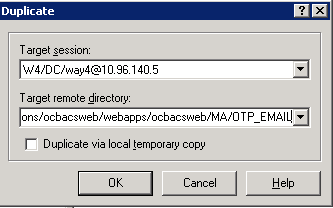 Duplicate
Target session:
W4/DC/way4@10.96.140.5
Target remote directory:
ons/ocbacsweb/webapps/ocbacsweb/MA/OTP_EMAIL
Duplicate via local temporary copy
OK
Cancel
Help